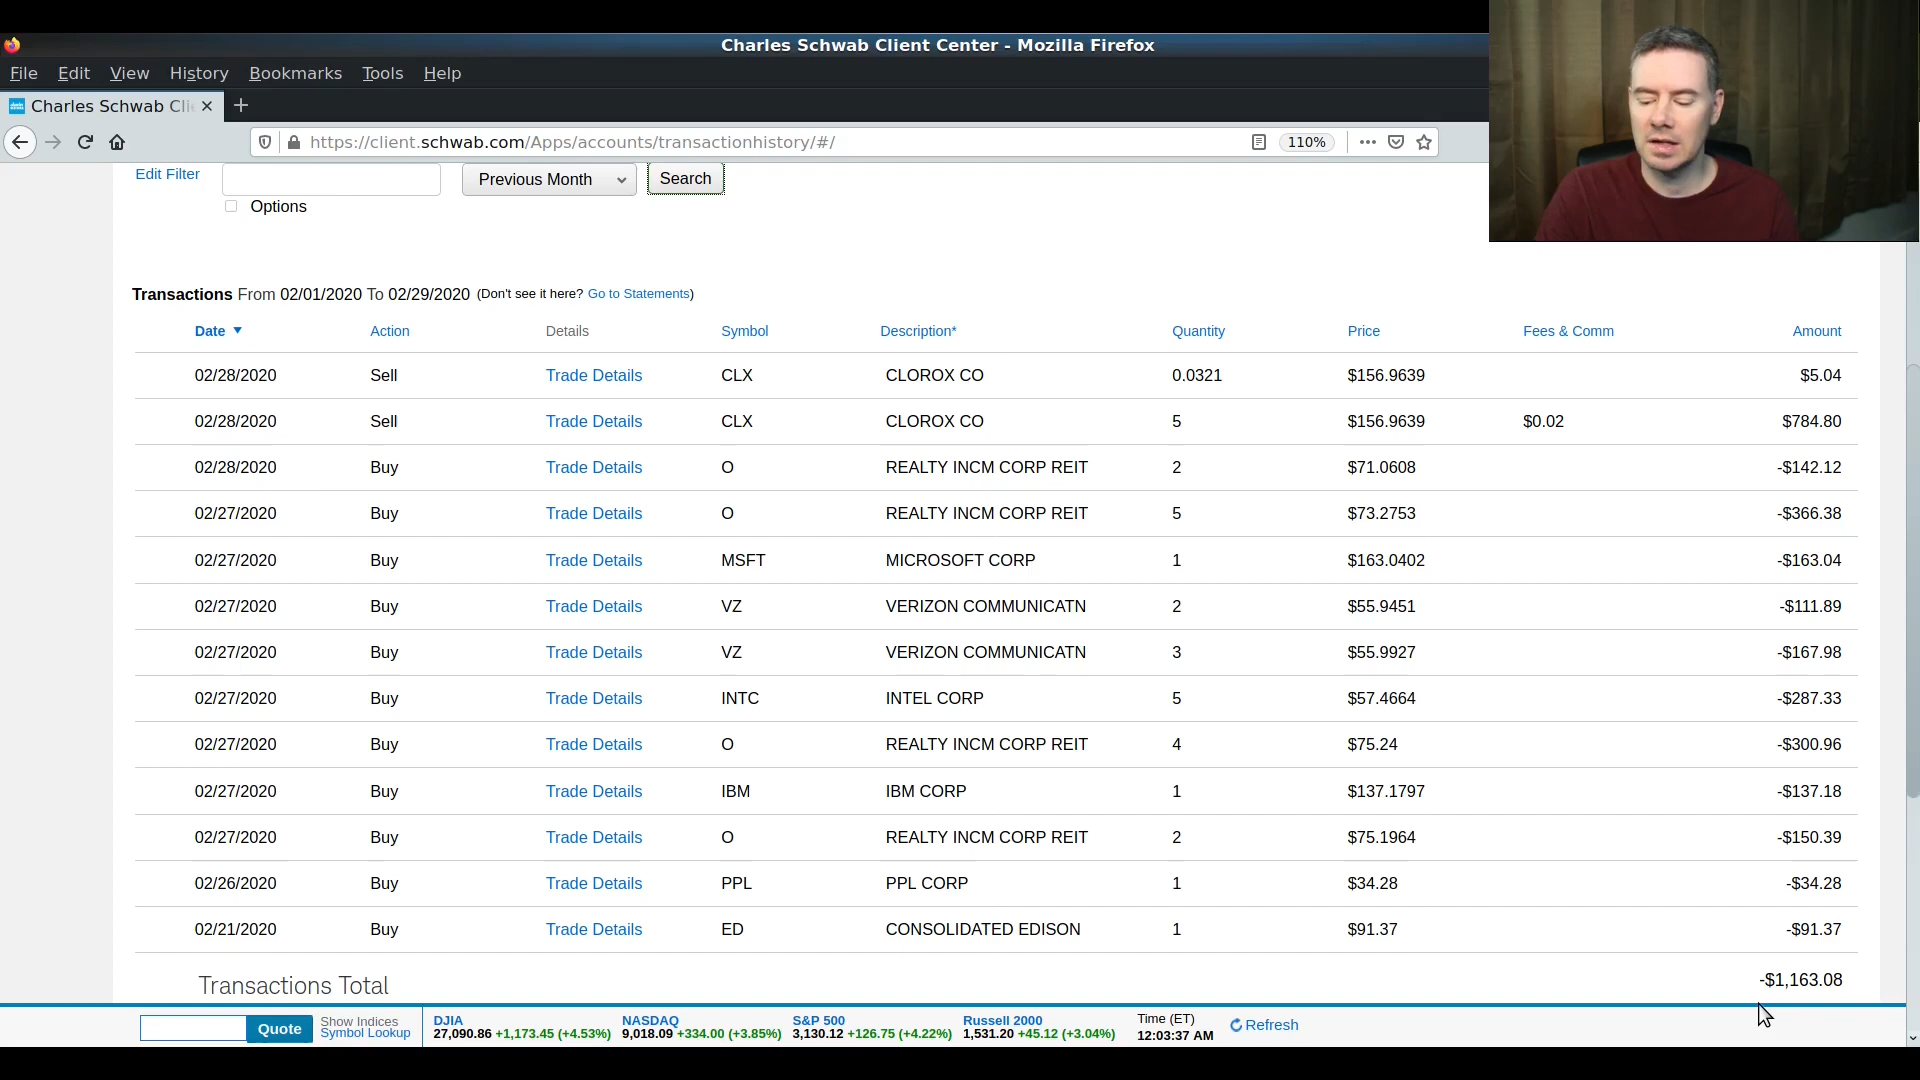 Charles Schwab Client Center - Mozilla Firefox
File Edit View History Bookmarks Tools Help
Charles Schwab Clie
https://client.schwab.com/Apps/accounts/transactionhistory/#/ 110%
Edit Filter Previous Month Search
Options
Transactions From 02/01/2020 To 02/29/2020 (Don't see it here? Go to Statements)
Date Action Details Symbol Description* Quantity Price Fees & Comm Amount
02/28/2020 Sell Trade Details CLX CLOROX CO 0.0321 $156.9639 $5.04
02/28/2020 Sell Trade Details CLX CLOROX CO 5 $156.9639 $0.02 $784.80
02/28/2020 Buy Trade Details O REALTY INCM CORP REIT 2 $71.0608 -$142.12
02/27/2020 Buy Trade Details O REALTY INCM CORP REIT 5 $73.2753 -$366.38
02/27/2020 Buy Trade Details MSFT MICROSOFT CORP 1 $163.0402 -$163.04
02/27/2020 Buy Trade Details VZ VERIZON COMMUNICATN 2 $55.9451 -$111.89
02/27/2020 Buy Trade Details VZ VERIZON COMMUNICATN 3 $55.9927 -$167.98
02/27/2020 Buy Trade Details INTC INTEL CORP 5 $57.4664 -$287.33
02/27/2020 Buy Trade Details O REALTY INCM CORP REIT 4 $75.24 -$300.96
02/27/2020 Buy Trade Details IBM IBM CORP 1 $137.1797 -$137.18
02/27/2020 Buy Trade Details O REALTY INCM CORP REIT 2 $75.1964 -$150.39
02/26/2020 Buy Trade Details PPL PPL CORP 1 $34.28 -$34.28
02/21/2020 Buy Trade Details ED CONSOLIDATED EDISON 1 $91.37 -$91.37
Transactions Total -$1,163.08
Show Indices DJIA NASDAQ S&P 500 Russell 2000 Time (ET)
Quote Refresh
Symbol Lookup 27,090.86 +1,173.45 (+4.53%) 9,018.09 +334.00 (+3.85%) 3,130.12 +126.75 (+4.22%) 1,531.20 +45.12 (+3.04%) 12:03:37 AM